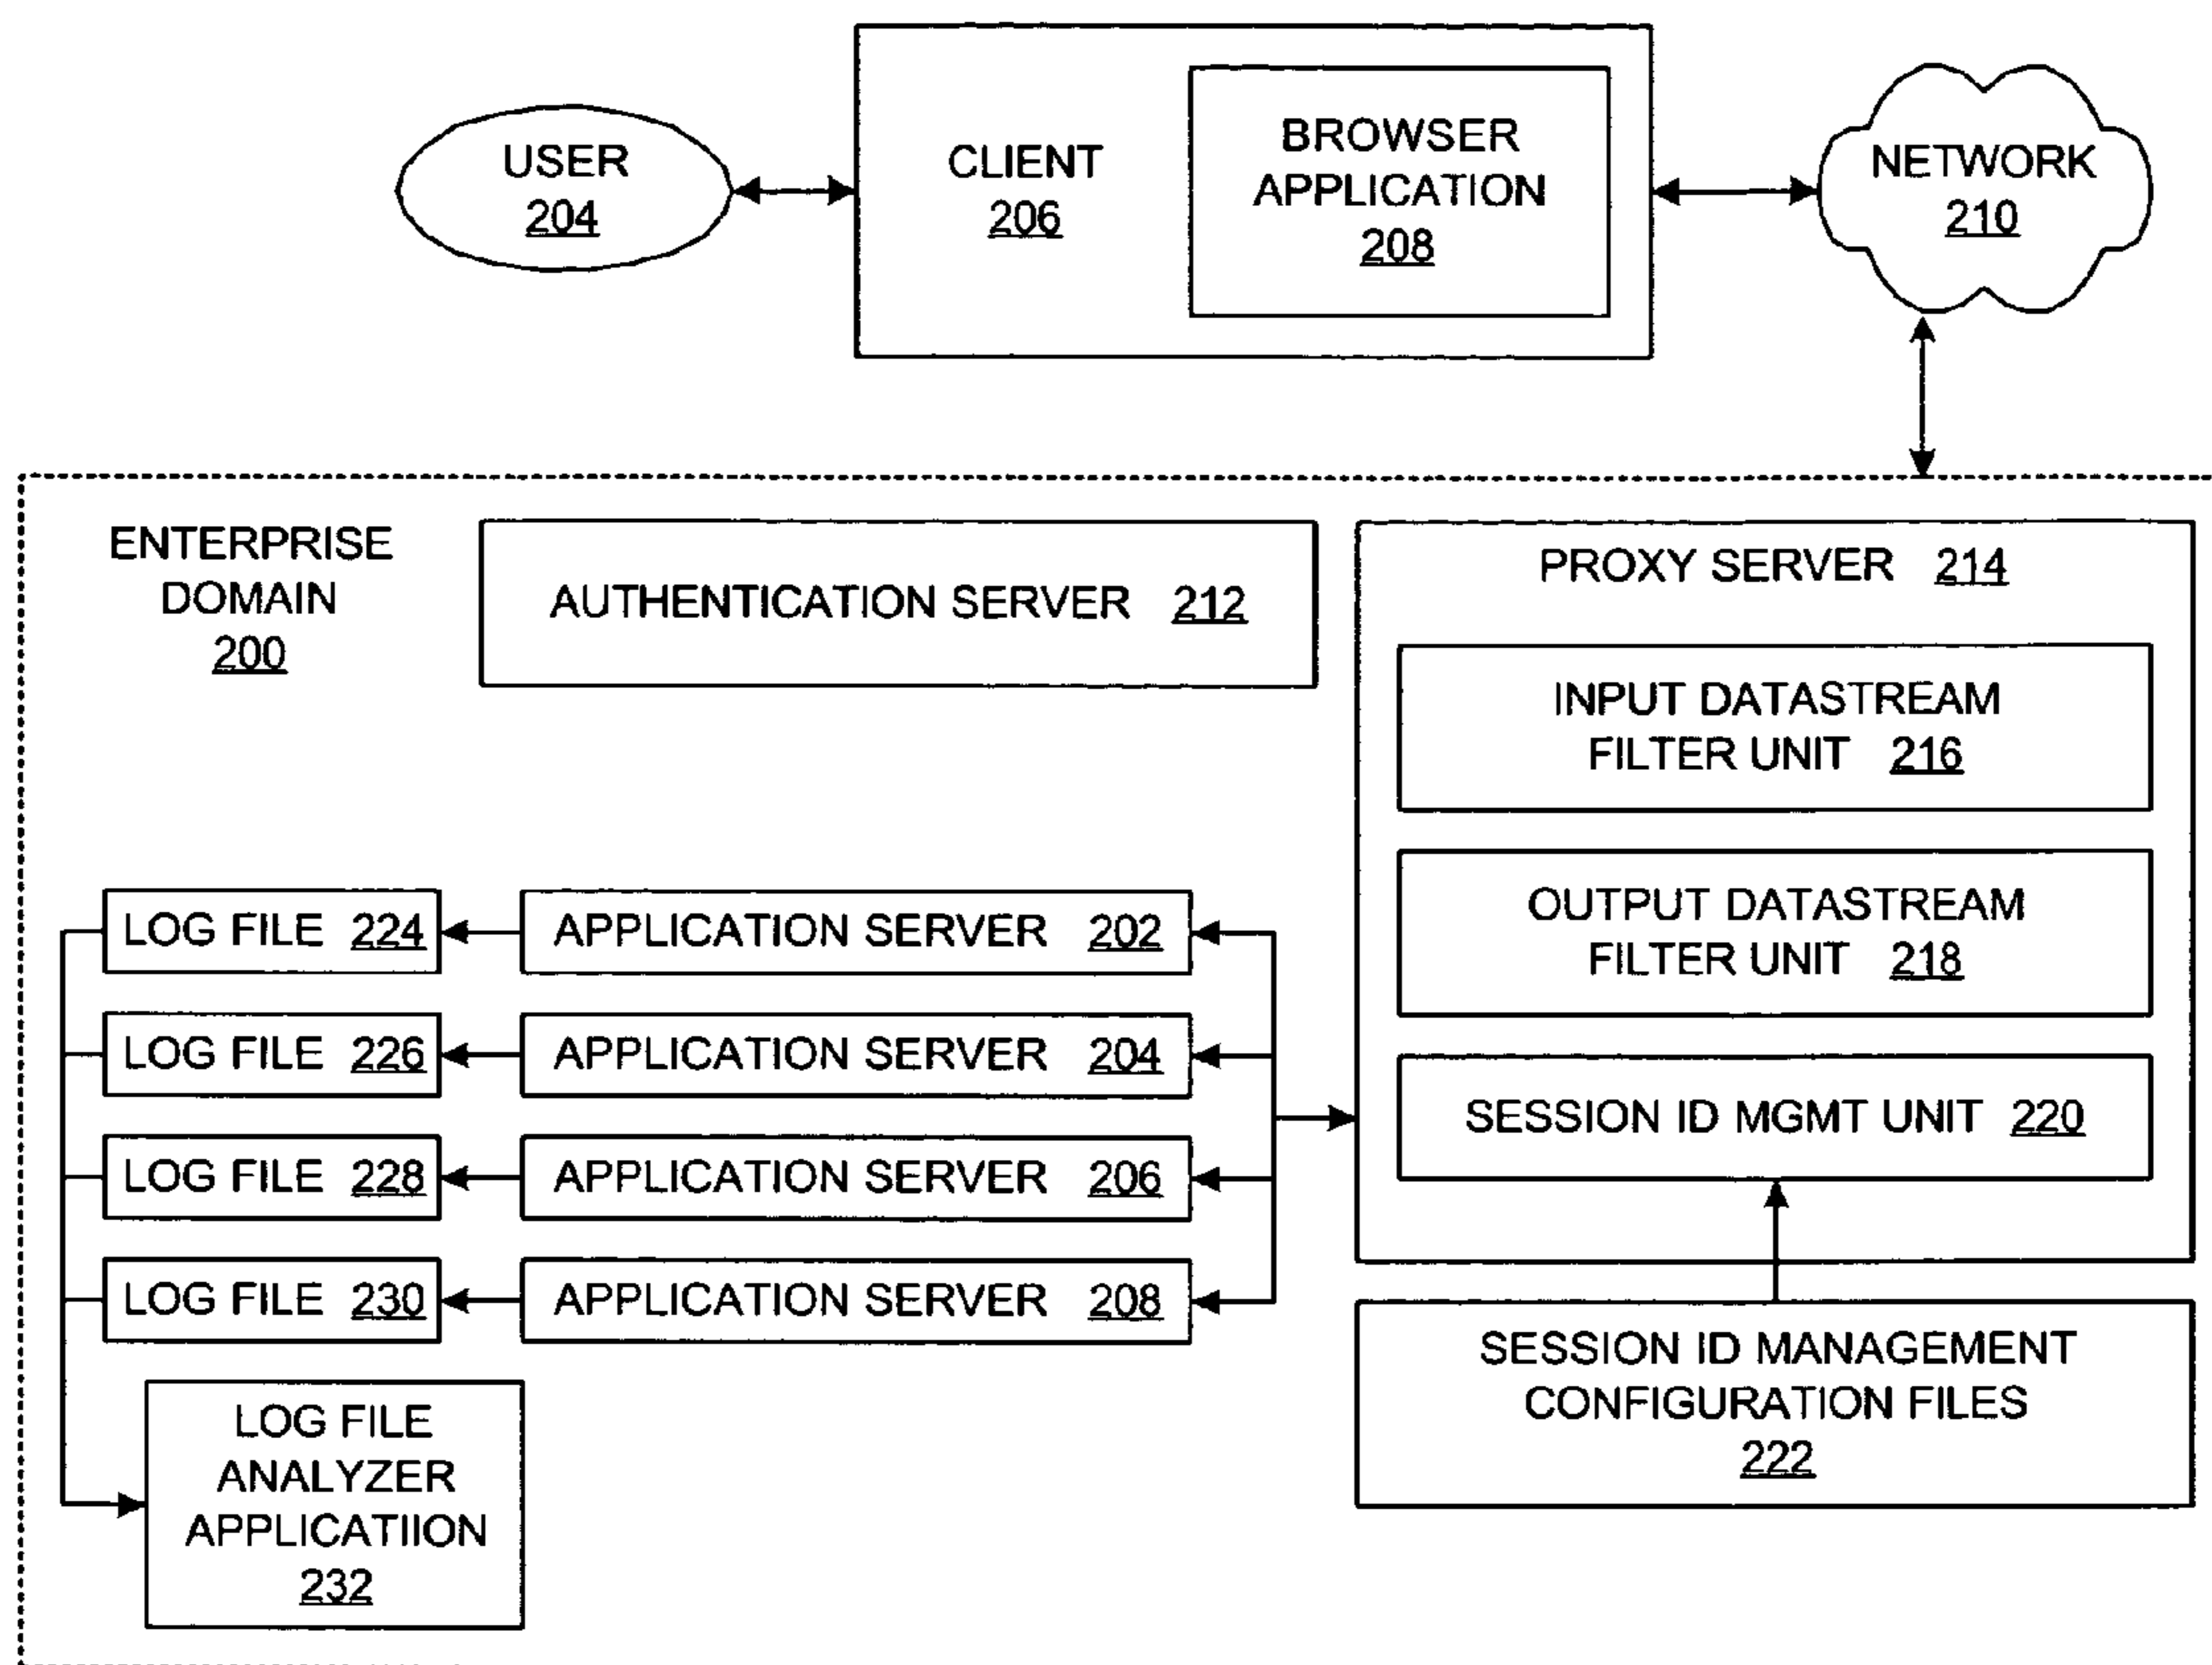 USER
204
CLIENT
206
BROWSER
APPLICATION
208
NETWORK
210
ENTERPRISE
DOMAIN
200
AUTHENTICATION SERVER 212
PROXY SERVER 214
INPUT DATASTREAM
FILTER UNIT 216
OUTPUT DATASTREAM
FILTER UNIT 218
SESSION ID MGMT UNIT 220
LOG FILE 224
APPLICATION SERVER 202
LOG FILE 226
APPLICATION SERVER 204
LOG FILE 228
APPLICATION SERVER 206
LOG FILE 230
APPLICATION SERVER 208
SESSION ID MANAGEMENT
CONFIGURATION FILES
222
LOG FILE
ANALYZER
APPLICATIION
232